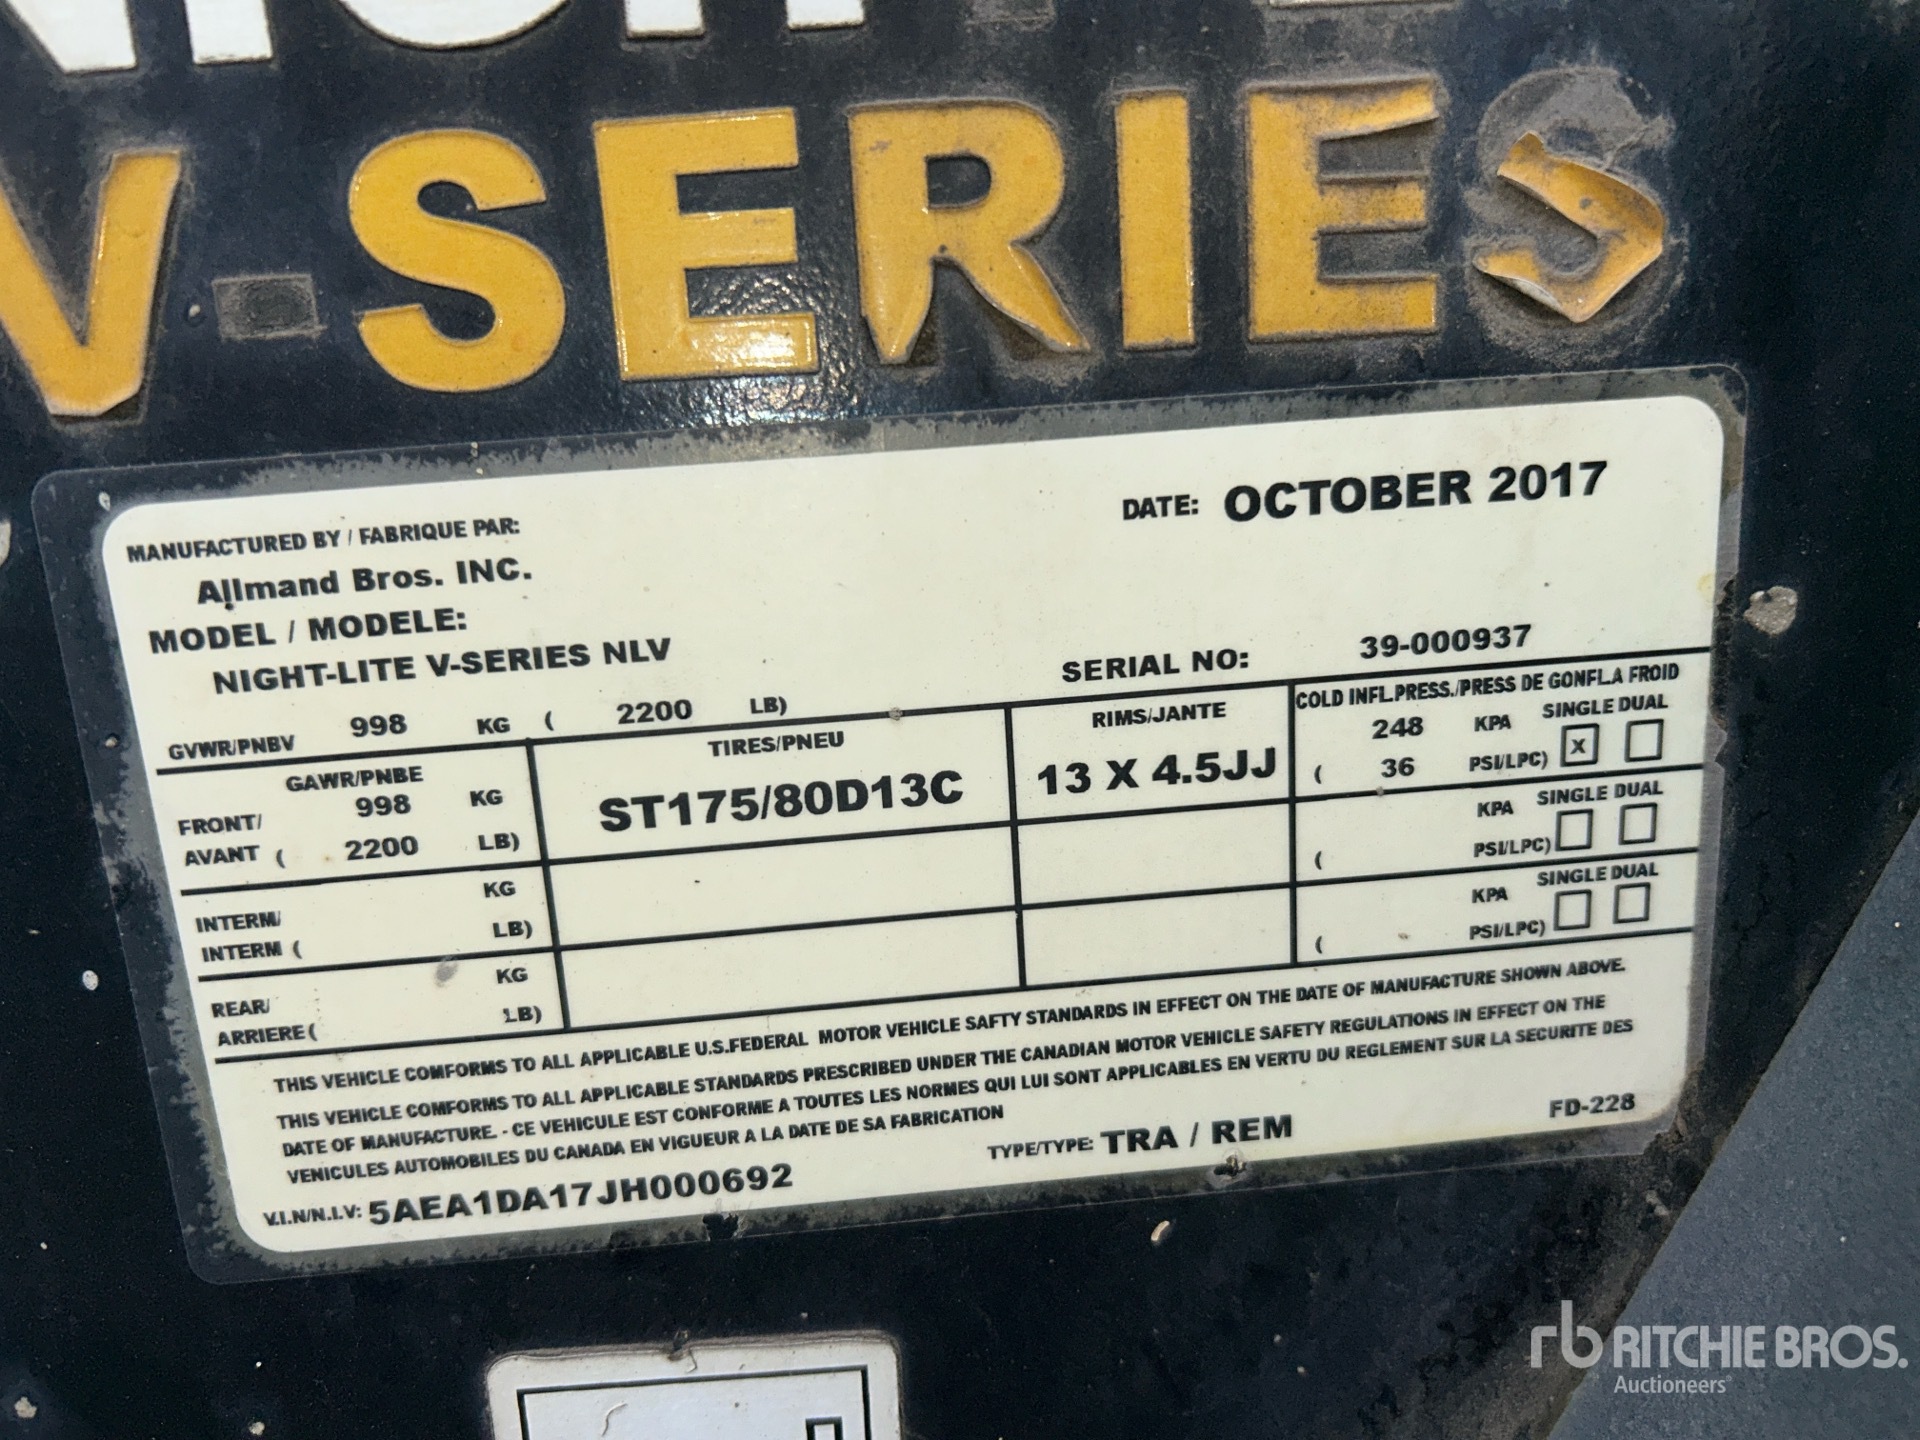 V-SERIES
MANUFACTURED BY / FABRIQUE PAR:
DATE: OCTOBER 2017
Allmand Bros. INC.
MODEL / MODELE:
NIGHT-LITE V-SERIES NLV
SERIAL NO: 39-000937
GVWR/PNBV 998 KG ( 2200 LB)
GAWR/PNBE TIRES/PNEU RIMS/JANTE COLD INFL.PRESS./PRESS DE GONFL.A FROID
FRONT/ 998 KG ST175/80D13C 13 X 4.5JJ 248 KPA SINGLE DUAL
AVANT ( 2200 LB) ( 36 PSI/LPC) X
INTERM/ KG KPA SINGLE DUAL
INTERM ( LB) ( PSI/LPC)
REAR/ KG KPA SINGLE DUAL
ARRIERE ( LB) ( PSI/LPC)
THIS VEHICLE COMFORMS TO ALL APPLICABLE U.S.FEDERAL MOTOR VEHICLE SAFTY STANDARDS IN EFFECT ON THE DATE OF MANUFACTURE SHOWN ABOVE.
THIS VEHICLE COMFORMS TO ALL APPLICABLE STANDARDS PRESCRIBED UNDER THE CANADIAN MOTOR VEHICLE SAFETY REGULATIONS IN EFFECT ON THE
DATE OF MANUFACTURE. - CE VEHICULE EST CONFORME A TOUTES LES NORMES QUI LUI SONT APPLICABLES EN VERTU DU REGLEMENT SUR LA SECURITE DES
VENICULES AUTOMOBILES DU CANADA EN VIGUEUR A LA DATE DE SA FABRICATION
V.I.N/N.I.V: 5AEA1DA17JH000692 TYPE/TYPE: TRA / REM FD-228
rb RITCHIE BROS.
Auctioneers